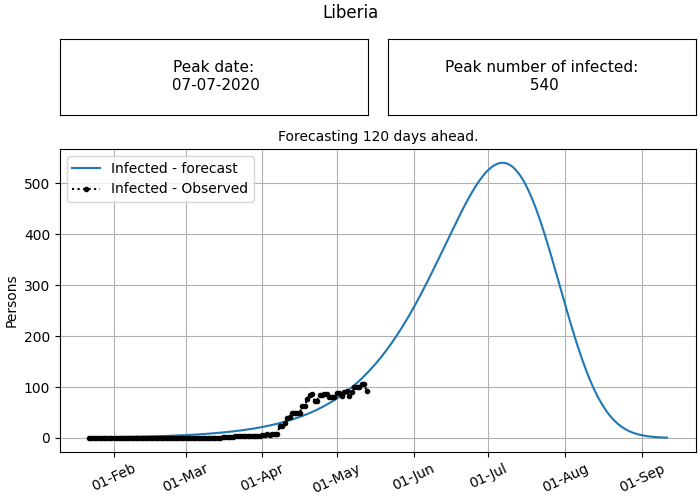 Liberia
Peak date:
07-07-2020
Peak number of infected:
540
Forecasting 120 days ahead.
Infected - forecast
Infected - Observed
Persons
500
400
300
200
100
0
01-Feb
01-Mar
01-Apr
01-May
01-Jun
01-Jul
01-Aug
01-Sep